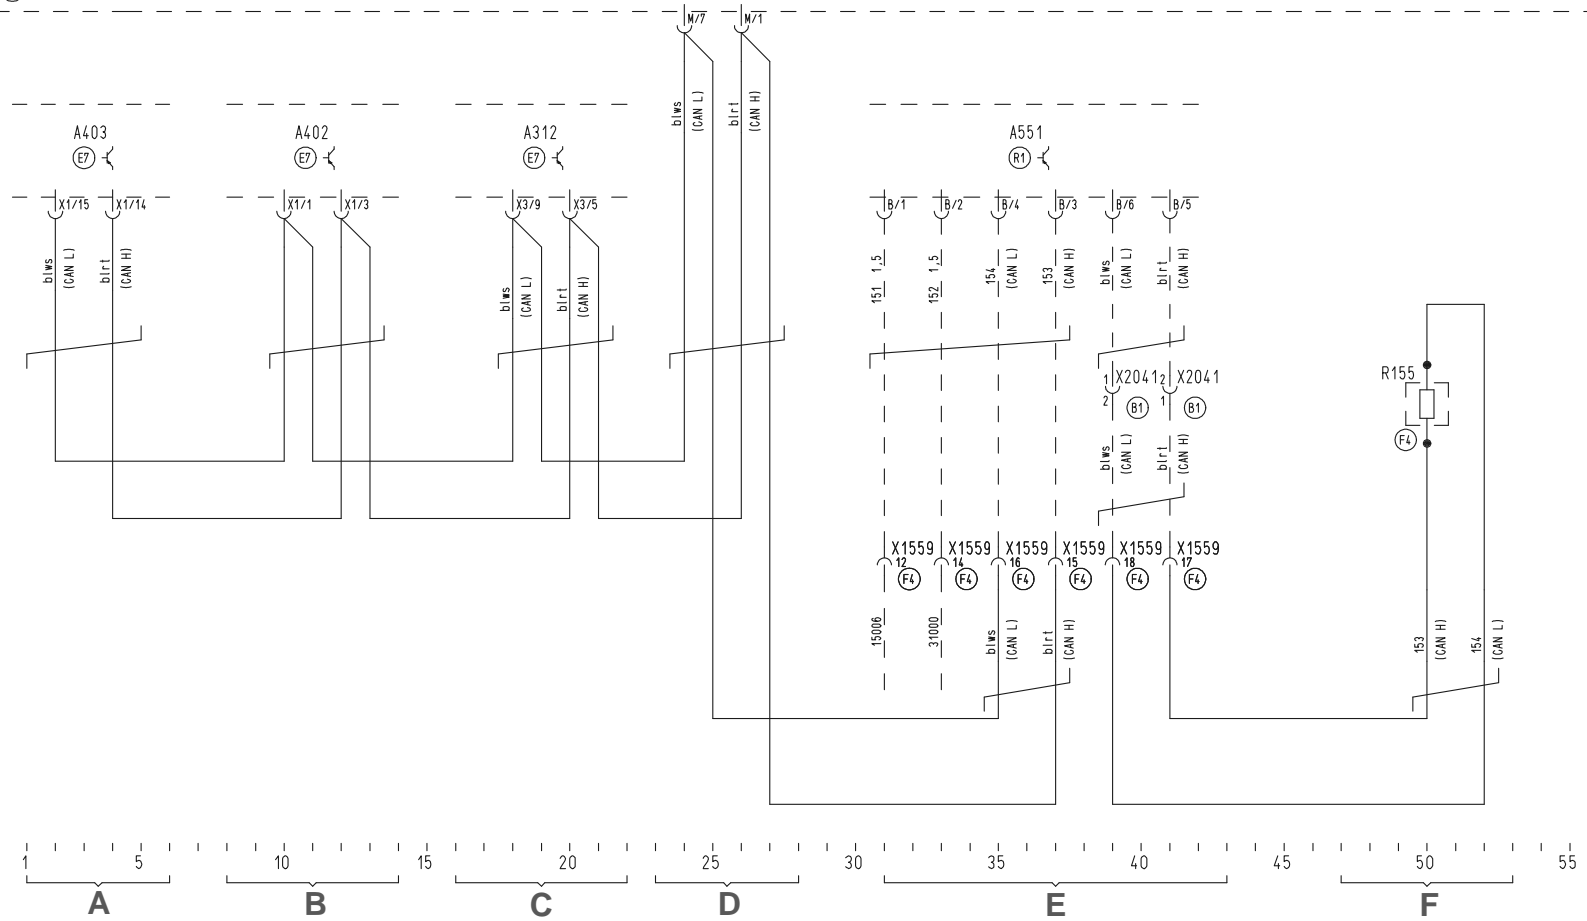 M/7 M/1
blws (CAN L) blrt (CAN H)
A403 A402 A312 A551
E7 E7 E7 R1
X1/15 X1/14 X1/1 X1/3 X3/9 X3/5 B/1 B/2 B/4 B/3 B/6 B/5
blws (CAN L) blrt (CAN H) blws (CAN L) blrt (CAN H) 151 1,5 152 1,5 154 (CAN L) 153 (CAN H) blws (CAN L) blrt (CAN H)
1 X2041 2 X2041
2 B1 1 B1
R155
F4
blws (CAN L) blrt (CAN H)
X1559 X1559 X1559 X1559 X1559 X1559
12 14 16 15 18 17
F4 F4 F4 F4 F4 F4
15006 31000 blws (CAN L) blrt (CAN H) 153 (CAN H) 154 (CAN L)
1 5 10 15 20 25 30 35 40 45 50 55
A B C D E F